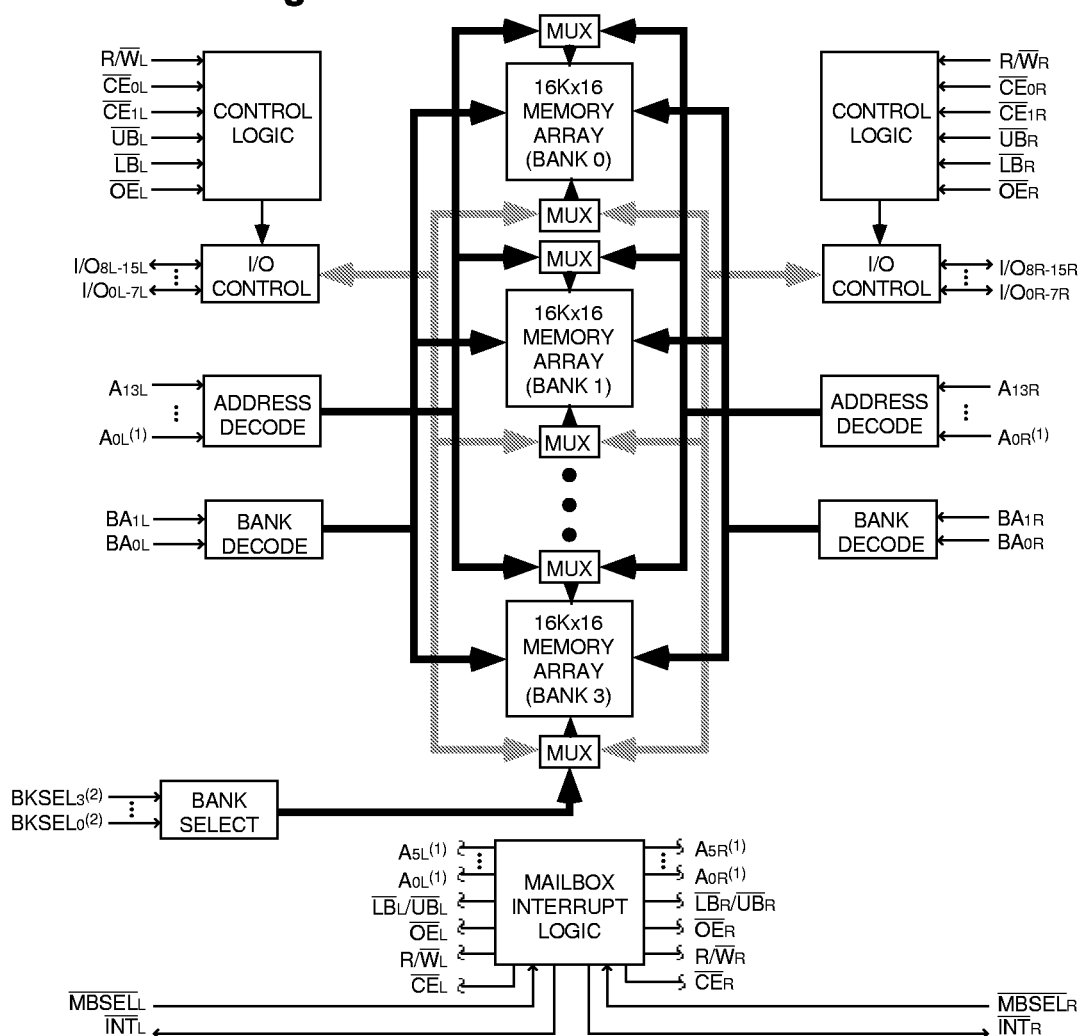 g
MUX
R/W̅L
C̅E̅0L
C̅E̅1L
U̅B̅L
L̅B̅L
O̅E̅L
CONTROL
LOGIC
16Kx16
MEMORY
ARRAY
(BANK 0)
CONTROL
LOGIC
R/W̅R
C̅E̅0R
C̅E̅1R
U̅B̅R
L̅B̅R
O̅E̅R
MUX
MUX
I/O8L-15L
I/O0L-7L
I/O
CONTROL
I/O
CONTROL
I/O8R-15R
I/O0R-7R
16Kx16
MEMORY
ARRAY
(BANK 1)
A13L
A0L(1)
ADDRESS
DECODE
ADDRESS
DECODE
A13R
A0R(1)
MUX
BA1L
BA0L
BANK
DECODE
BANK
DECODE
BA1R
BA0R
MUX
16Kx16
MEMORY
ARRAY
(BANK 3)
MUX
BKSEL3(2)
BKSEL0(2)
BANK
SELECT
A5L(1)
A0L(1)
L̅B̅L/U̅B̅L
O̅E̅L
R/W̅L
C̅E̅L
MAILBOX
INTERRUPT
LOGIC
A5R(1)
A0R(1)
L̅B̅R/U̅B̅R
O̅E̅R
R/W̅R
C̅E̅R
M̅B̅S̅E̅L̅L
I̅N̅T̅L
M̅B̅S̅E̅L̅R
I̅N̅T̅R